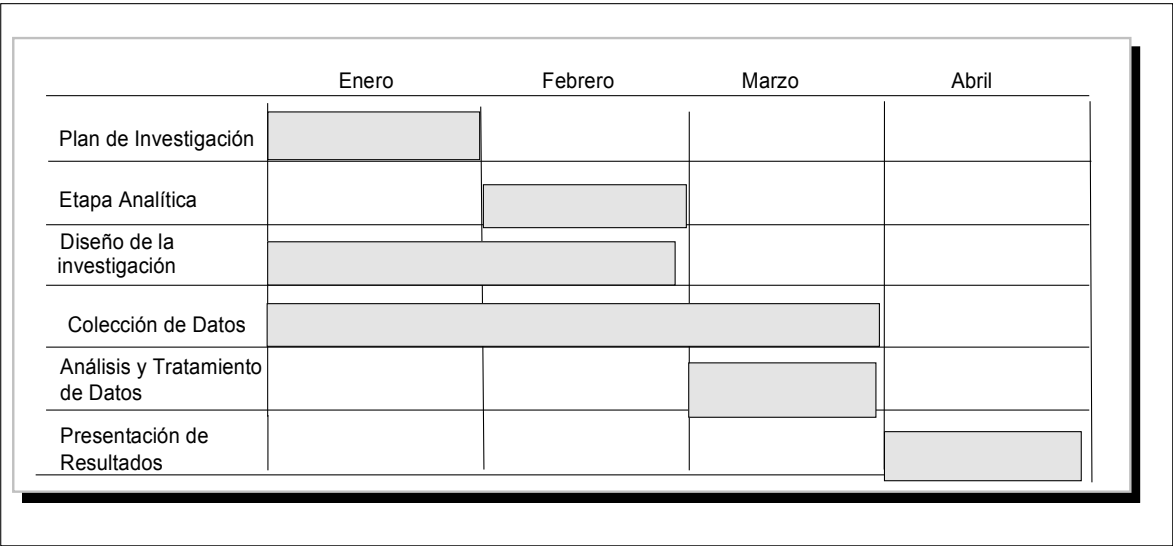 Enero Febrero Marzo Abril
Plan de Investigación
Etapa Analítica
Diseño de la
investigación
Colección de Datos
Análisis y Tratamiento
de Datos
Presentación de
Resultados